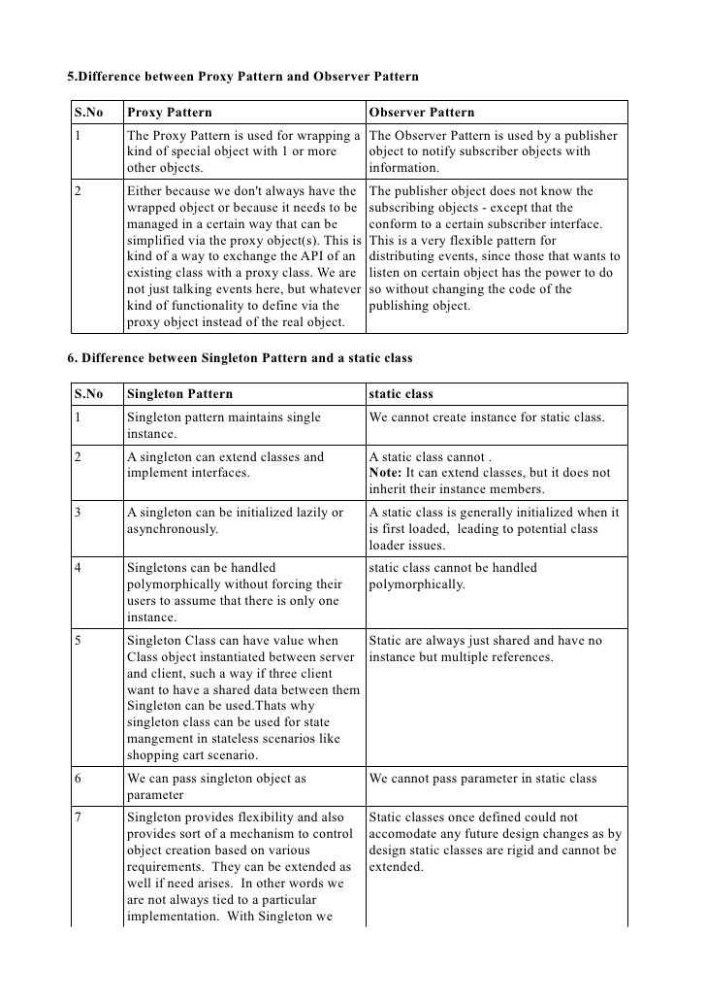 5.Difference between Proxy Pattern and Observer Pattern
S.No Proxy Pattern Observer Pattern
1 The Proxy Pattern is used for wrapping a The Observer Pattern is used by a publisher
kind of special object with 1 or more object to notify subscriber objects with
other objects. information.
2 Either because we don't always have the The publisher object does not know the
wrapped object or because it needs to be subscribing objects - except that the
managed in a certain way that can be conform to a certain subscriber interface.
simplified via the proxy object(s). This is This is a very flexible pattern for
kind of a way to exchange the API of an distributing events, since those that wants to
existing class with a proxy class. We are listen on certain object has the power to do
not just talking events here, but whatever so without changing the code of the
kind of functionality to define via the publishing object.
proxy object instead of the real object.
6. Difference between Singleton Pattern and a static class
S.No Singleton Pattern static class
1 Singleton pattern maintains single We cannot create instance for static class.
instance.
2 A singleton can extend classes and A static class cannot .
implement interfaces. Note: It can extend classes, but it does not
inherit their instance members.
3 A singleton can be initialized lazily or A static class is generally initialized when it
asynchronously. is first loaded, leading to potential class
loader issues.
4 Singletons can be handled static class cannot be handled
polymorphically without forcing their polymorphically.
users to assume that there is only one
instance.
5 Singleton Class can have value when Static are always just shared and have no
Class object instantiated between server instance but multiple references.
and client, such a way if three client
want to have a shared data between them
Singleton can be used.Thats why
singleton class can be used for state
mangement in stateless scenarios like
shopping cart scenario.
6 We can pass singleton object as We cannot pass parameter in static class
parameter
7 Singleton provides flexibility and also Static classes once defined could not
provides sort of a mechanism to control accomodate any future design changes as by
object creation based on various design static classes are rigid and cannot be
requirements. They can be extended as extended.
well if need arises. In other words we
are not always tied to a particular
implementation. With Singleton we